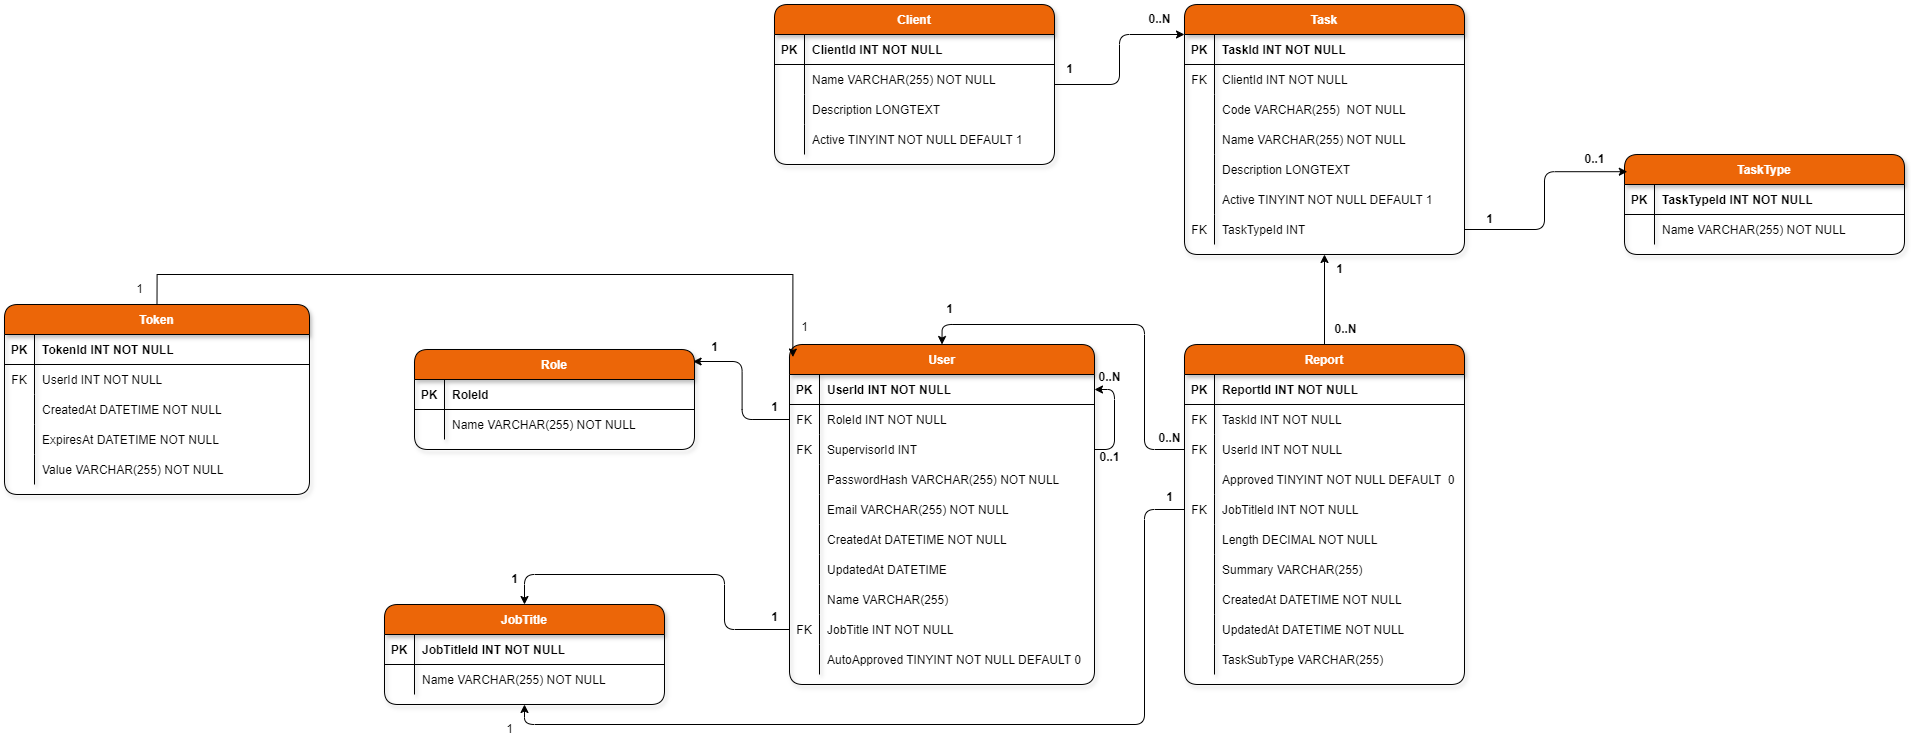 Client
PK ClientId INT NOT NULL
Name VARCHAR(255) NOT NULL
Description LONGTEXT
Active TINYINT NOT NULL DEFAULT 1
1
0..N
Task
PK TaskId INT NOT NULL
FK ClientId INT NOT NULL
Code VARCHAR(255)  NOT NULL
Name VARCHAR(255) NOT NULL
Description LONGTEXT
Active TINYINT NOT NULL DEFAULT 1
FK TaskTypeId INT
1
0..1
TaskType
PK TaskTypeId INT NOT NULL
Name VARCHAR(255) NOT NULL
1
0..N
1
Token
PK TokenId INT NOT NULL
FK UserId INT NOT NULL
CreatedAt DATETIME NOT NULL
ExpiresAt DATETIME NOT NULL
Value VARCHAR(255) NOT NULL
1
Role
PK RoleId
Name VARCHAR(255) NOT NULL
1
1
User
PK UserId INT NOT NULL
FK RoleId INT NOT NULL
FK SupervisorId INT
PasswordHash VARCHAR(255) NOT NULL
Email VARCHAR(255) NOT NULL
CreatedAt DATETIME NOT NULL
UpdatedAt DATETIME
Name VARCHAR(255)
FK JobTitle INT NOT NULL
AutoApproved TINYINT NOT NULL DEFAULT 0
1
0..N
0..1
0..N
1
Report
PK ReportId INT NOT NULL
FK TaskId INT NOT NULL
FK UserId INT NOT NULL
Approved TINYINT NOT NULL DEFAULT  0
FK JobTitleId INT NOT NULL
Length DECIMAL NOT NULL
Summary VARCHAR(255)
CreatedAt DATETIME NOT NULL
UpdatedAt DATETIME NOT NULL
TaskSubType VARCHAR(255)
1
1
JobTitle
PK JobTitleId INT NOT NULL
Name VARCHAR(255) NOT NULL
1